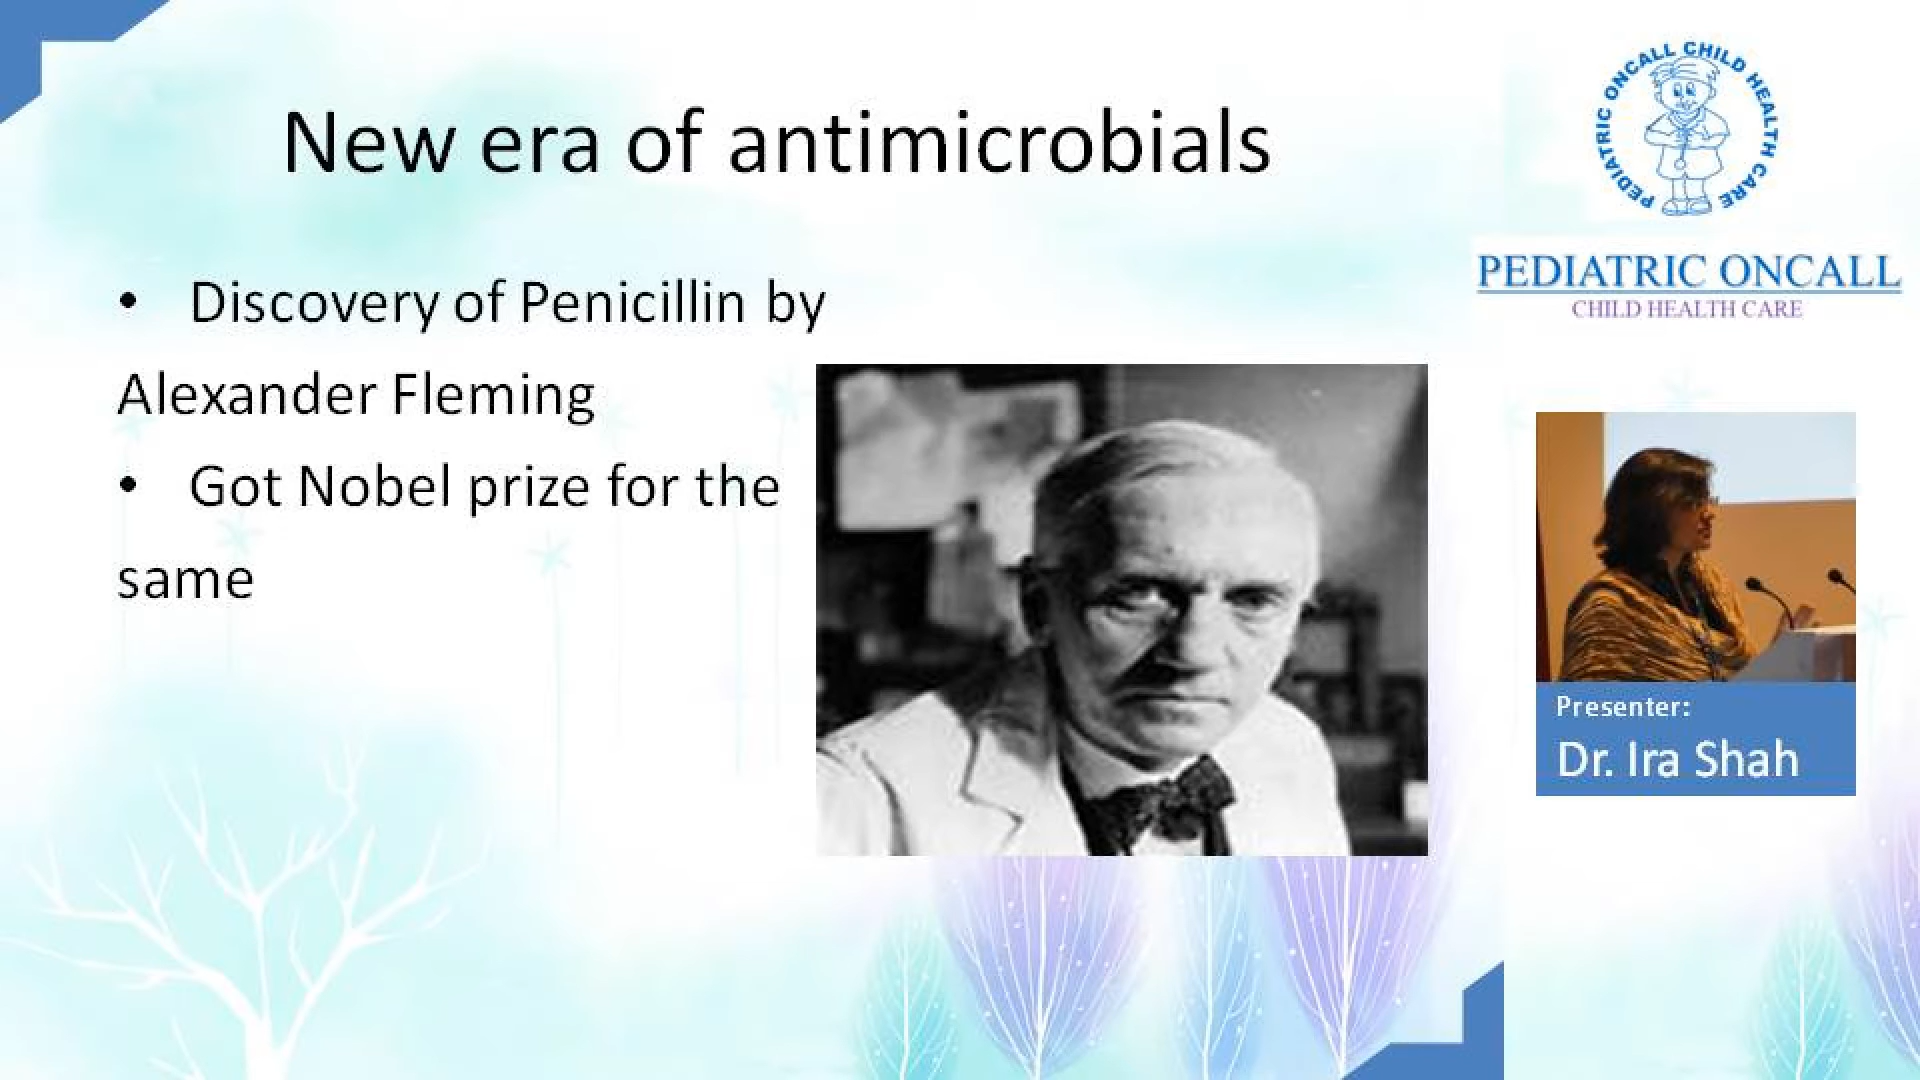 New era of antimicrobials
• Discovery of Penicillin by
Alexander Fleming
• Got Nobel prize for the
same
PEDIATRIC ONCALL CHILD HEALTH CARE
PEDIATRIC ONCALL
CHILD HEALTH CARE
Presenter:
Dr. Ira Shah